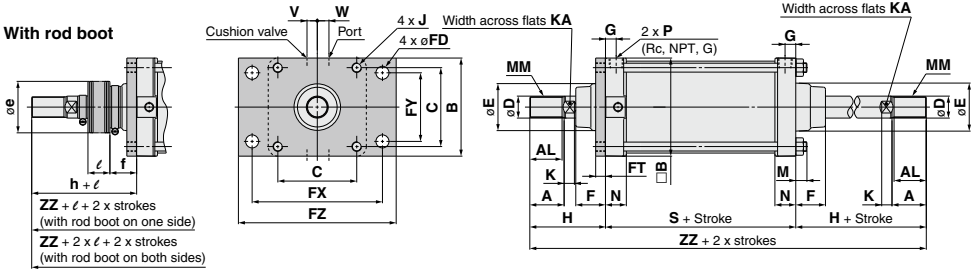 With rod boot
øe
ℓ
f
h + ℓ
ZZ + ℓ + 2 x strokes
(with rod boot on one side)
ZZ + 2 x ℓ + 2 x strokes
(with rod boot on both sides)
V
W
Cushion valve
Port
4 x J
4 x øFD
Width across flats KA
FY
C
B
C
FX
FZ
Width across flats KA
G
2 x P
(Rc, NPT, G)
G
MM
MM
øE
øD
øD
øE
AL
K
A
F
H
FT
N
□B
S + Stroke
M
N
F
K
AL
A
H + Stroke
ZZ + 2 x strokes